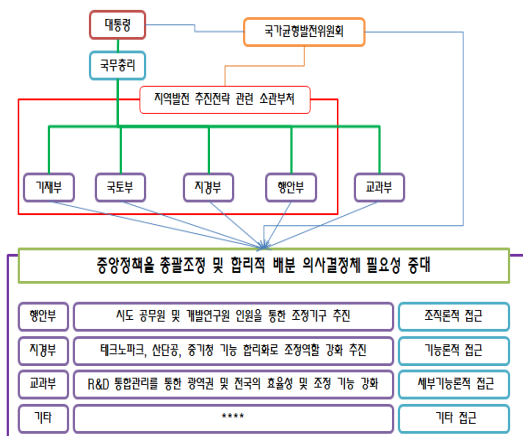 대통령
국가균형발전위원회
국무총리
지역발전 추진전략 관련 소관부처
기재부
국토부
지경부
행안부
교과부
중앙정책을 총괄조정 및 합리적 배분 의사결정체 필요성 증대
행안부
시도 공무원 및 개발연구원 인원을 통한 조정기구 추진
조직론적 접근
지경부
테크노파크, 산단공, 중기청 기능 합리화로 조정역할 강화 추진
기능론적 접근
교과부
R&D 통합관리를 통한 광역권 및 전국의 효율성 및 조정 기능 강화
세부기능론적 접근
기타
****
기타 접근